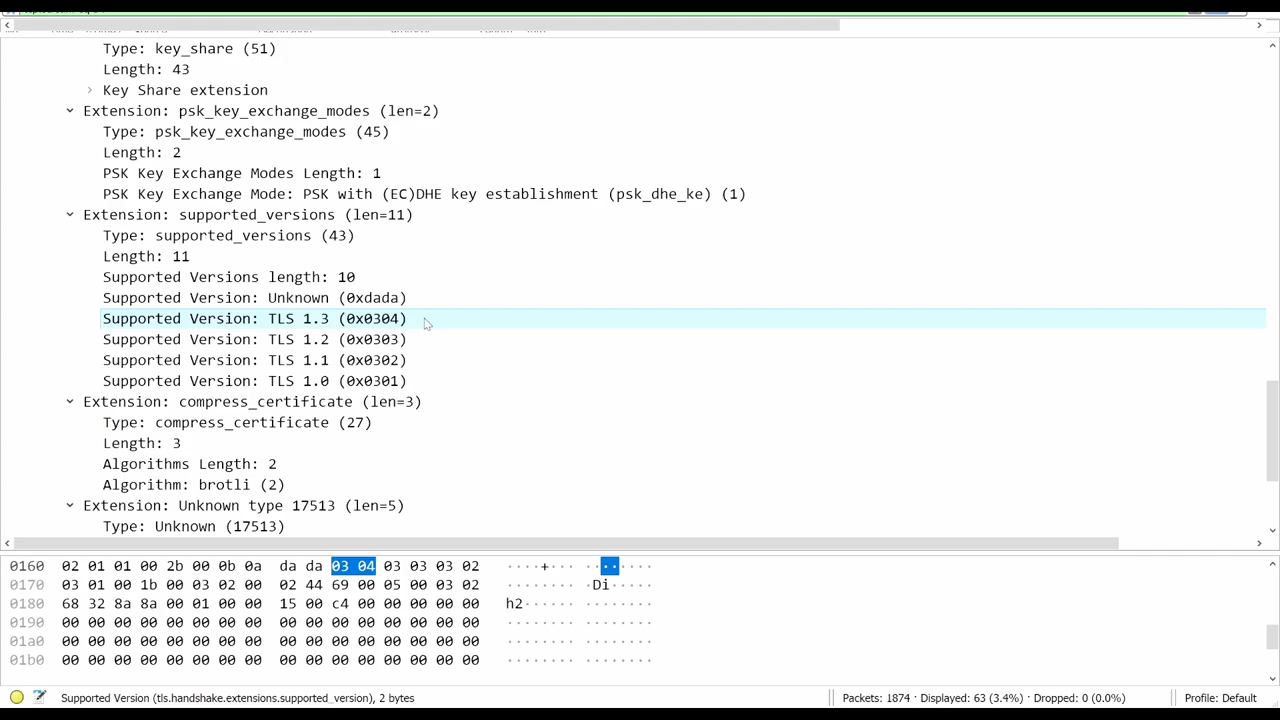 Type: key_share (51)
Length: 43
Key Share extension
Extension: psk_key_exchange_modes (len=2)
Type: psk_key_exchange_modes (45)
Length: 2
PSK Key Exchange Modes Length: 1
PSK Key Exchange Mode: PSK with (EC)DHE key establishment (psk_dhe_ke) (1)
Extension: supported_versions (len=11)
Type: supported_versions (43)
Length: 11
Supported Versions length: 10
Supported Version: Unknown (0xdada)
Supported Version: TLS 1.3 (0x0304)
Supported Version: TLS 1.2 (0x0303)
Supported Version: TLS 1.1 (0x0302)
Supported Version: TLS 1.0 (0x0301)
Extension: compress_certificate (len=3)
Type: compress_certificate (27)
Length: 3
Algorithms Length: 2
Algorithm: brotli (2)
Extension: Unknown type 17513 (len=5)
Type: Unknown (17513)
0160 02 01 01 00 2b 00 0b 0a da da 03 04 03 03 03 02 ····+··· ········
0170 03 01 00 1b 00 03 02 00 02 44 69 00 05 00 03 02 ········ ·Di·····
0180 68 32 8a 8a 00 01 00 00 15 00 c4 00 00 00 00 00 h2······ ········
0190 00 00 00 00 00 00 00 00 00 00 00 00 00 00 00 00 ········ ········
01a0 00 00 00 00 00 00 00 00 00 00 00 00 00 00 00 00 ········ ········
01b0 00 00 00 00 00 00 00 00 00 00 00 00 00 00 00 00 ········ ········
Supported Version (tls.handshake.extensions.supported_version), 2 bytes
Packets: 1874 · Displayed: 63 (3.4%) · Dropped: 0 (0.0%)
Profile: Default